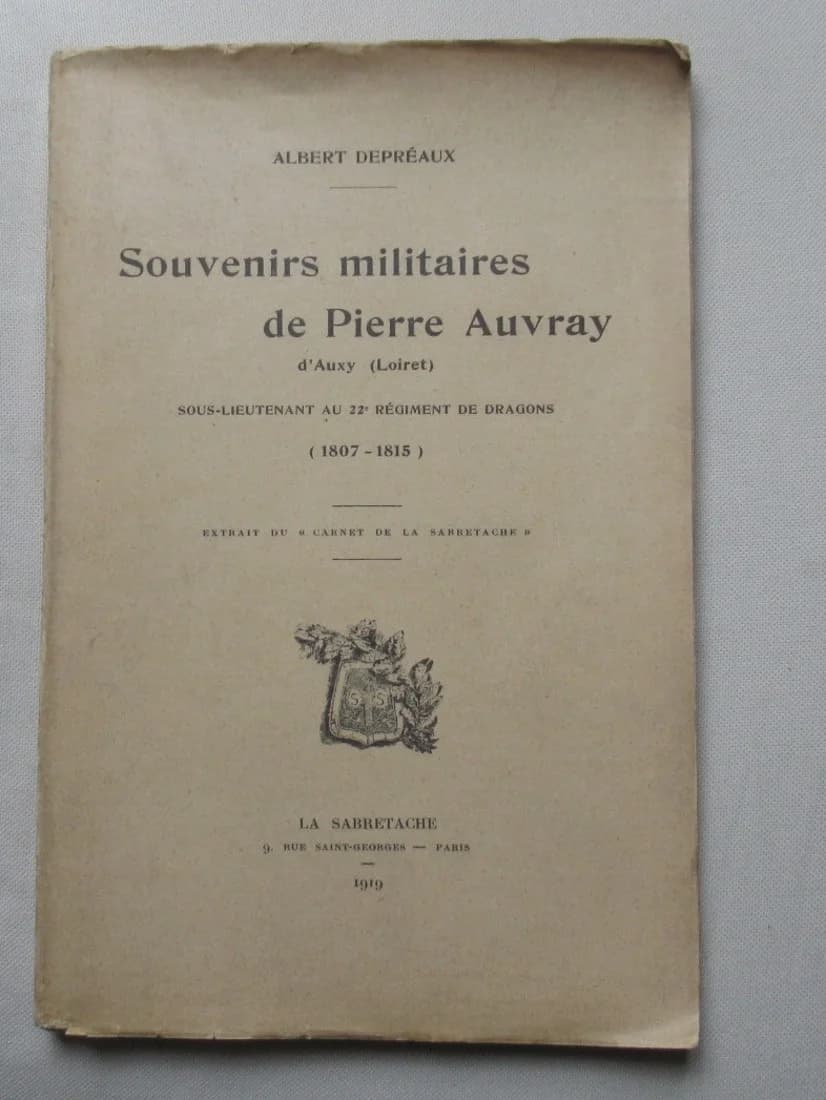 ALBERT DEPRÉAUX
Souvenirs militaires
de Pierre Auvray
d'Auxy (Loiret)
SOUS-LIEUTENANT AU 22e RÉGIMENT DE DRAGONS
( 1807 - 1815 )
EXTRAIT DU « CARNET DE LA SABRETACHE »
S S
LA SABRETACHE
9, RUE SAINT-GEORGES — PARIS
1919